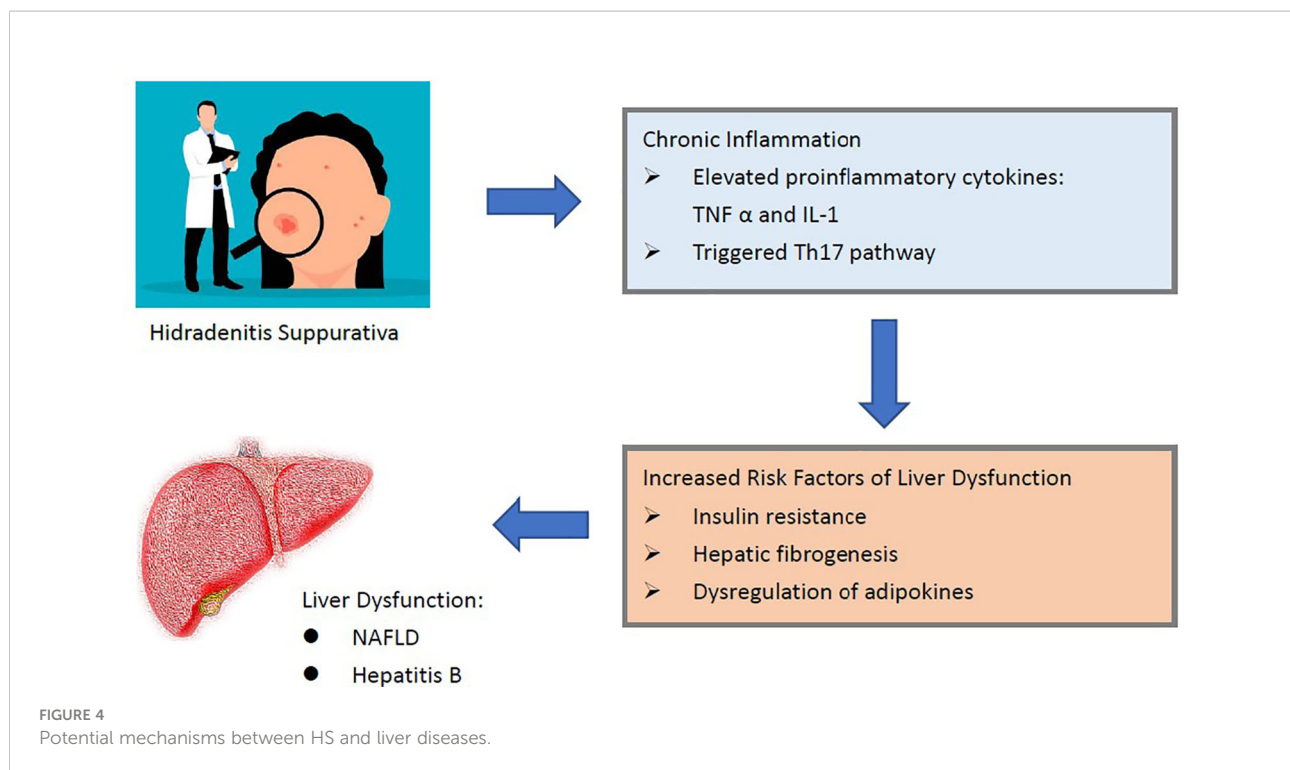 Hidradenitis Suppurativa
Chronic Inflammation
➢ Elevated proinflammatory cytokines:
TNF α and IL-1
➢ Triggered Th17 pathway
Increased Risk Factors of Liver Dysfunction
➢ Insulin resistance
➢ Hepatic fibrogenesis
➢ Dysregulation of adipokines
Liver Dysfunction:
● NAFLD
● Hepatitis B
FIGURE 4
Potential mechanisms between HS and liver diseases.